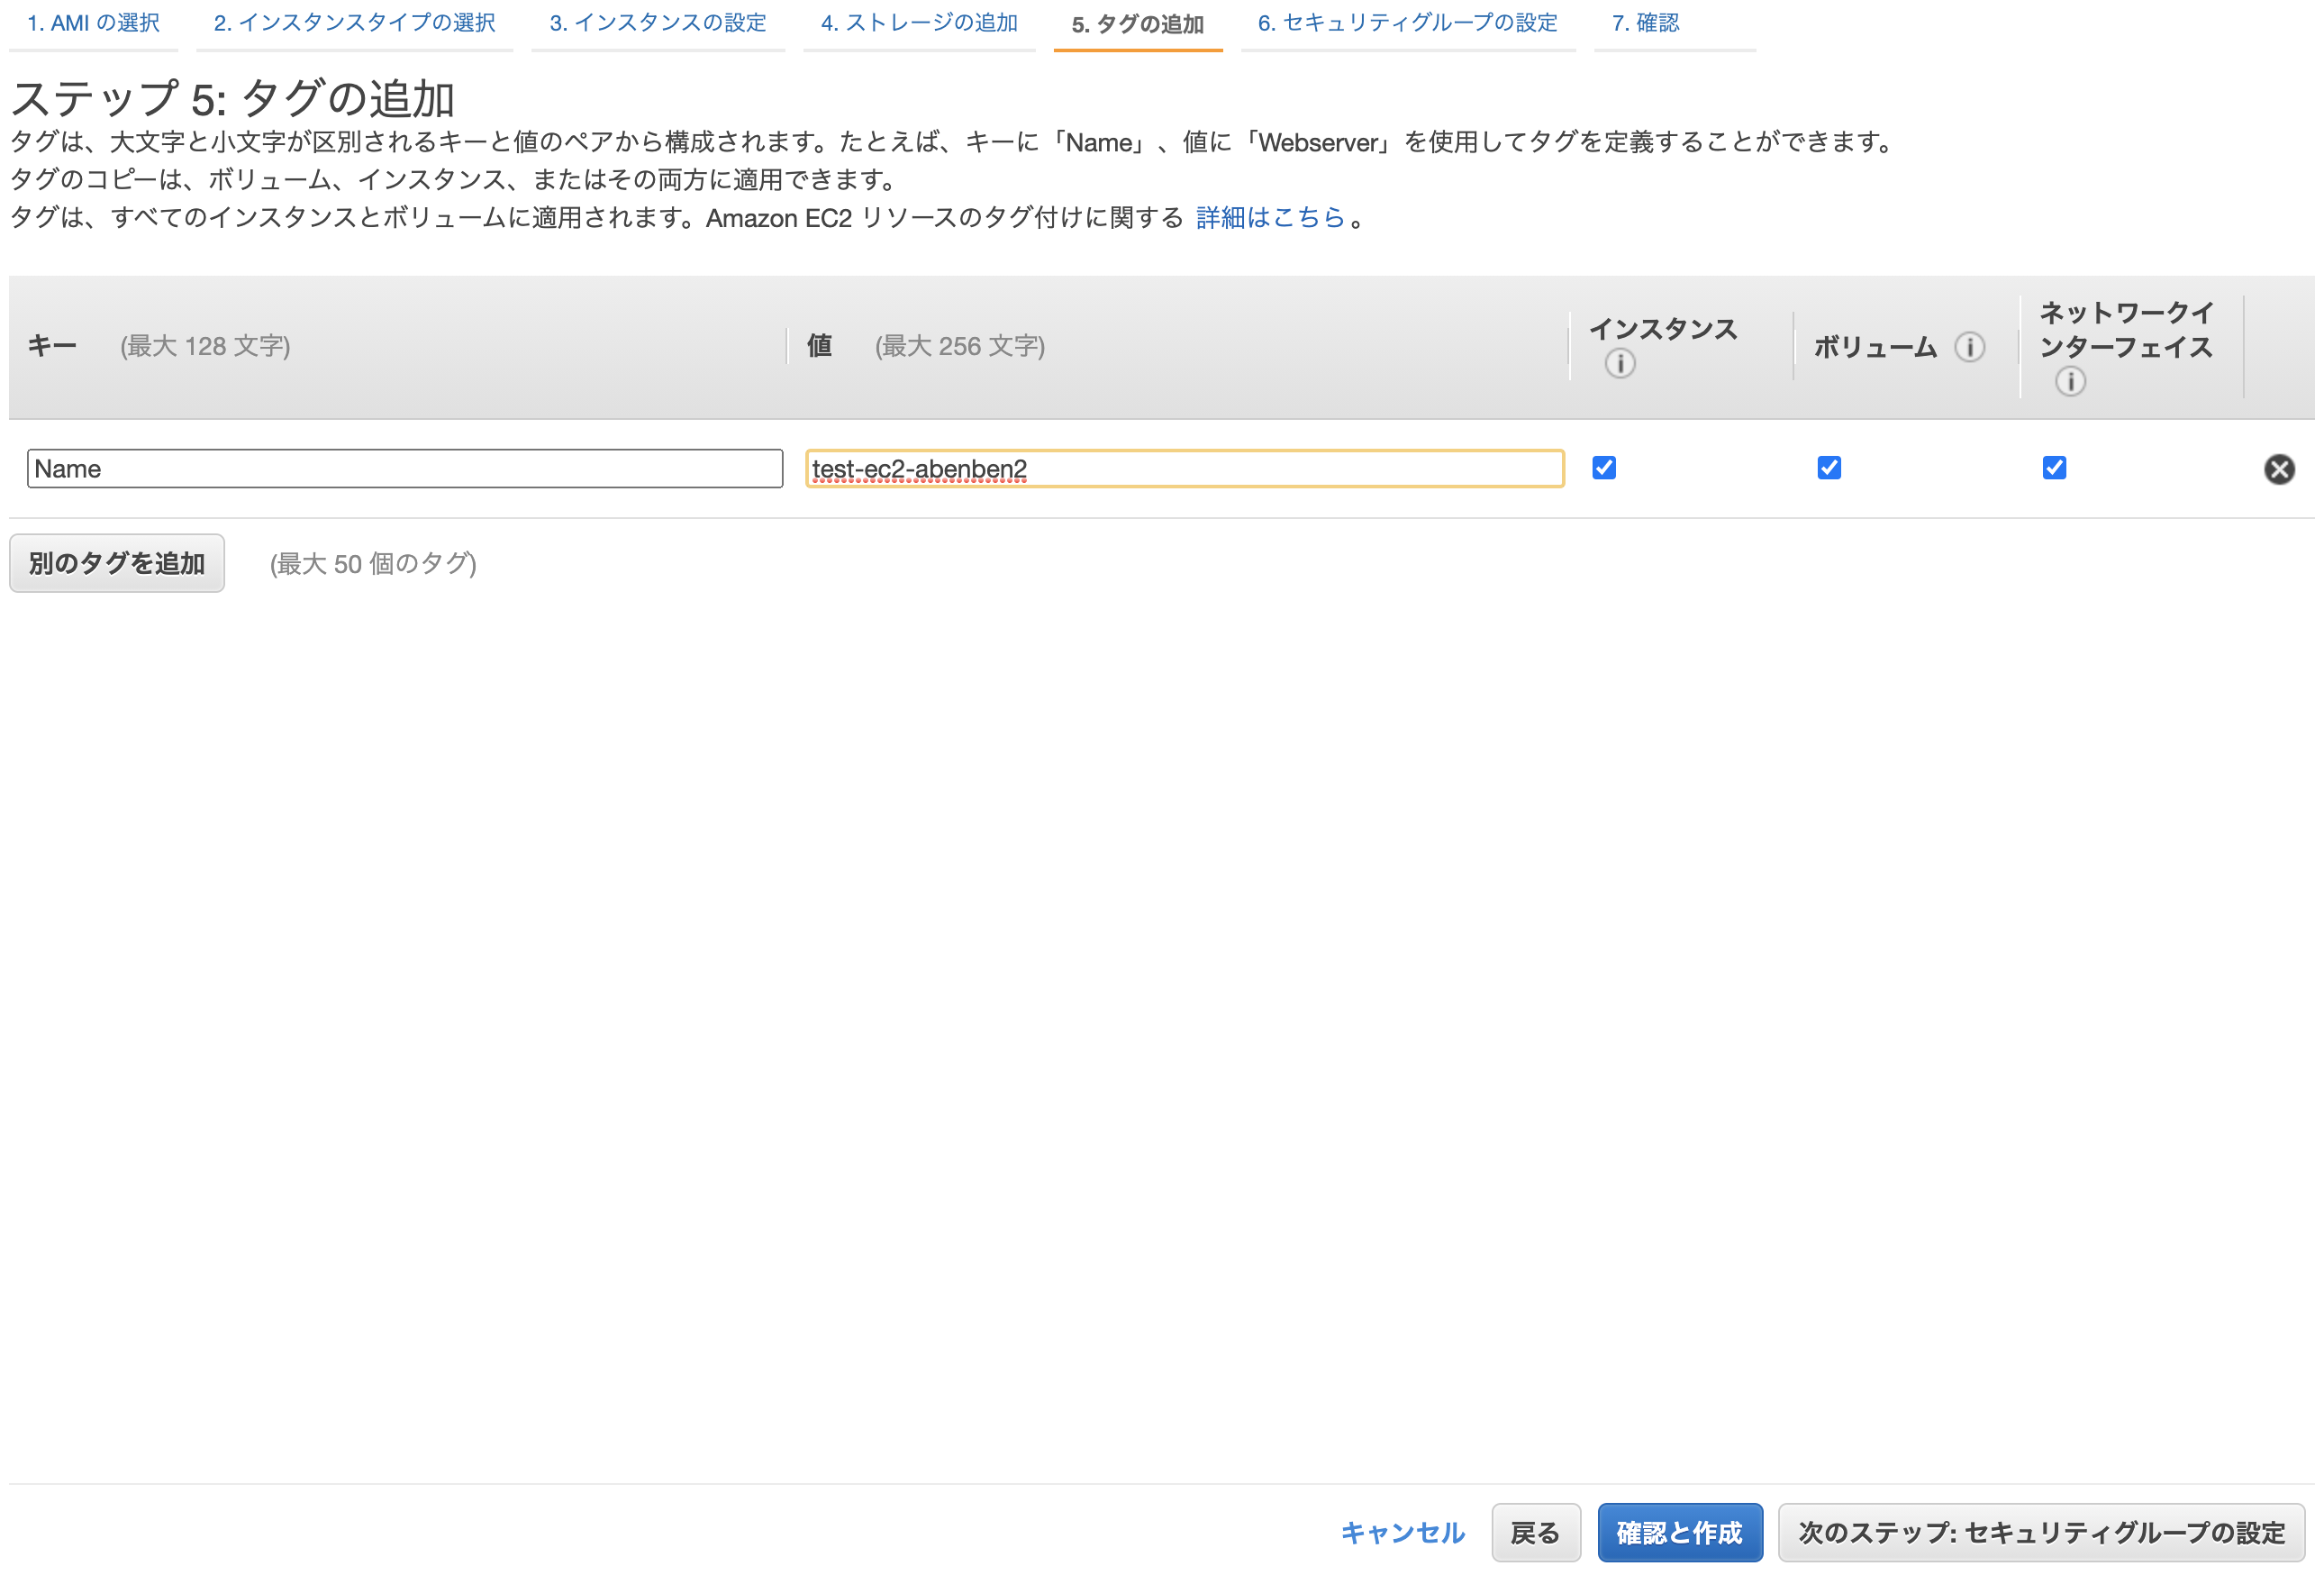 1. AMI の選択 2. インスタンスタイプの選択 3. インスタンスの設定 4. ストレージの追加 5. タグの追加 6. セキュリティグループの設定 7. 確認
ステップ 5: タグの追加
タグは、大文字と小文字が区別されるキーと値のペアから構成されます。たとえば、キーに「Name」、値に「Webserver」を使用してタグを定義することができます。
タグのコピーは、ボリューム、インスタンス、またはその両方に適用できます。
タグは、すべてのインスタンスとボリュームに適用されます。Amazon EC2 リソースのタグ付けに関する 詳細はこちら 。
キー (最大 128 文字) 値 (最大 256 文字) インスタンス ボリューム ネットワークイ
ンターフェイス
Name test-ec2-abenben2
別のタグを追加 (最大 50 個のタグ)
キャンセル 戻る 確認と作成 次のステップ: セキュリティグループの設定